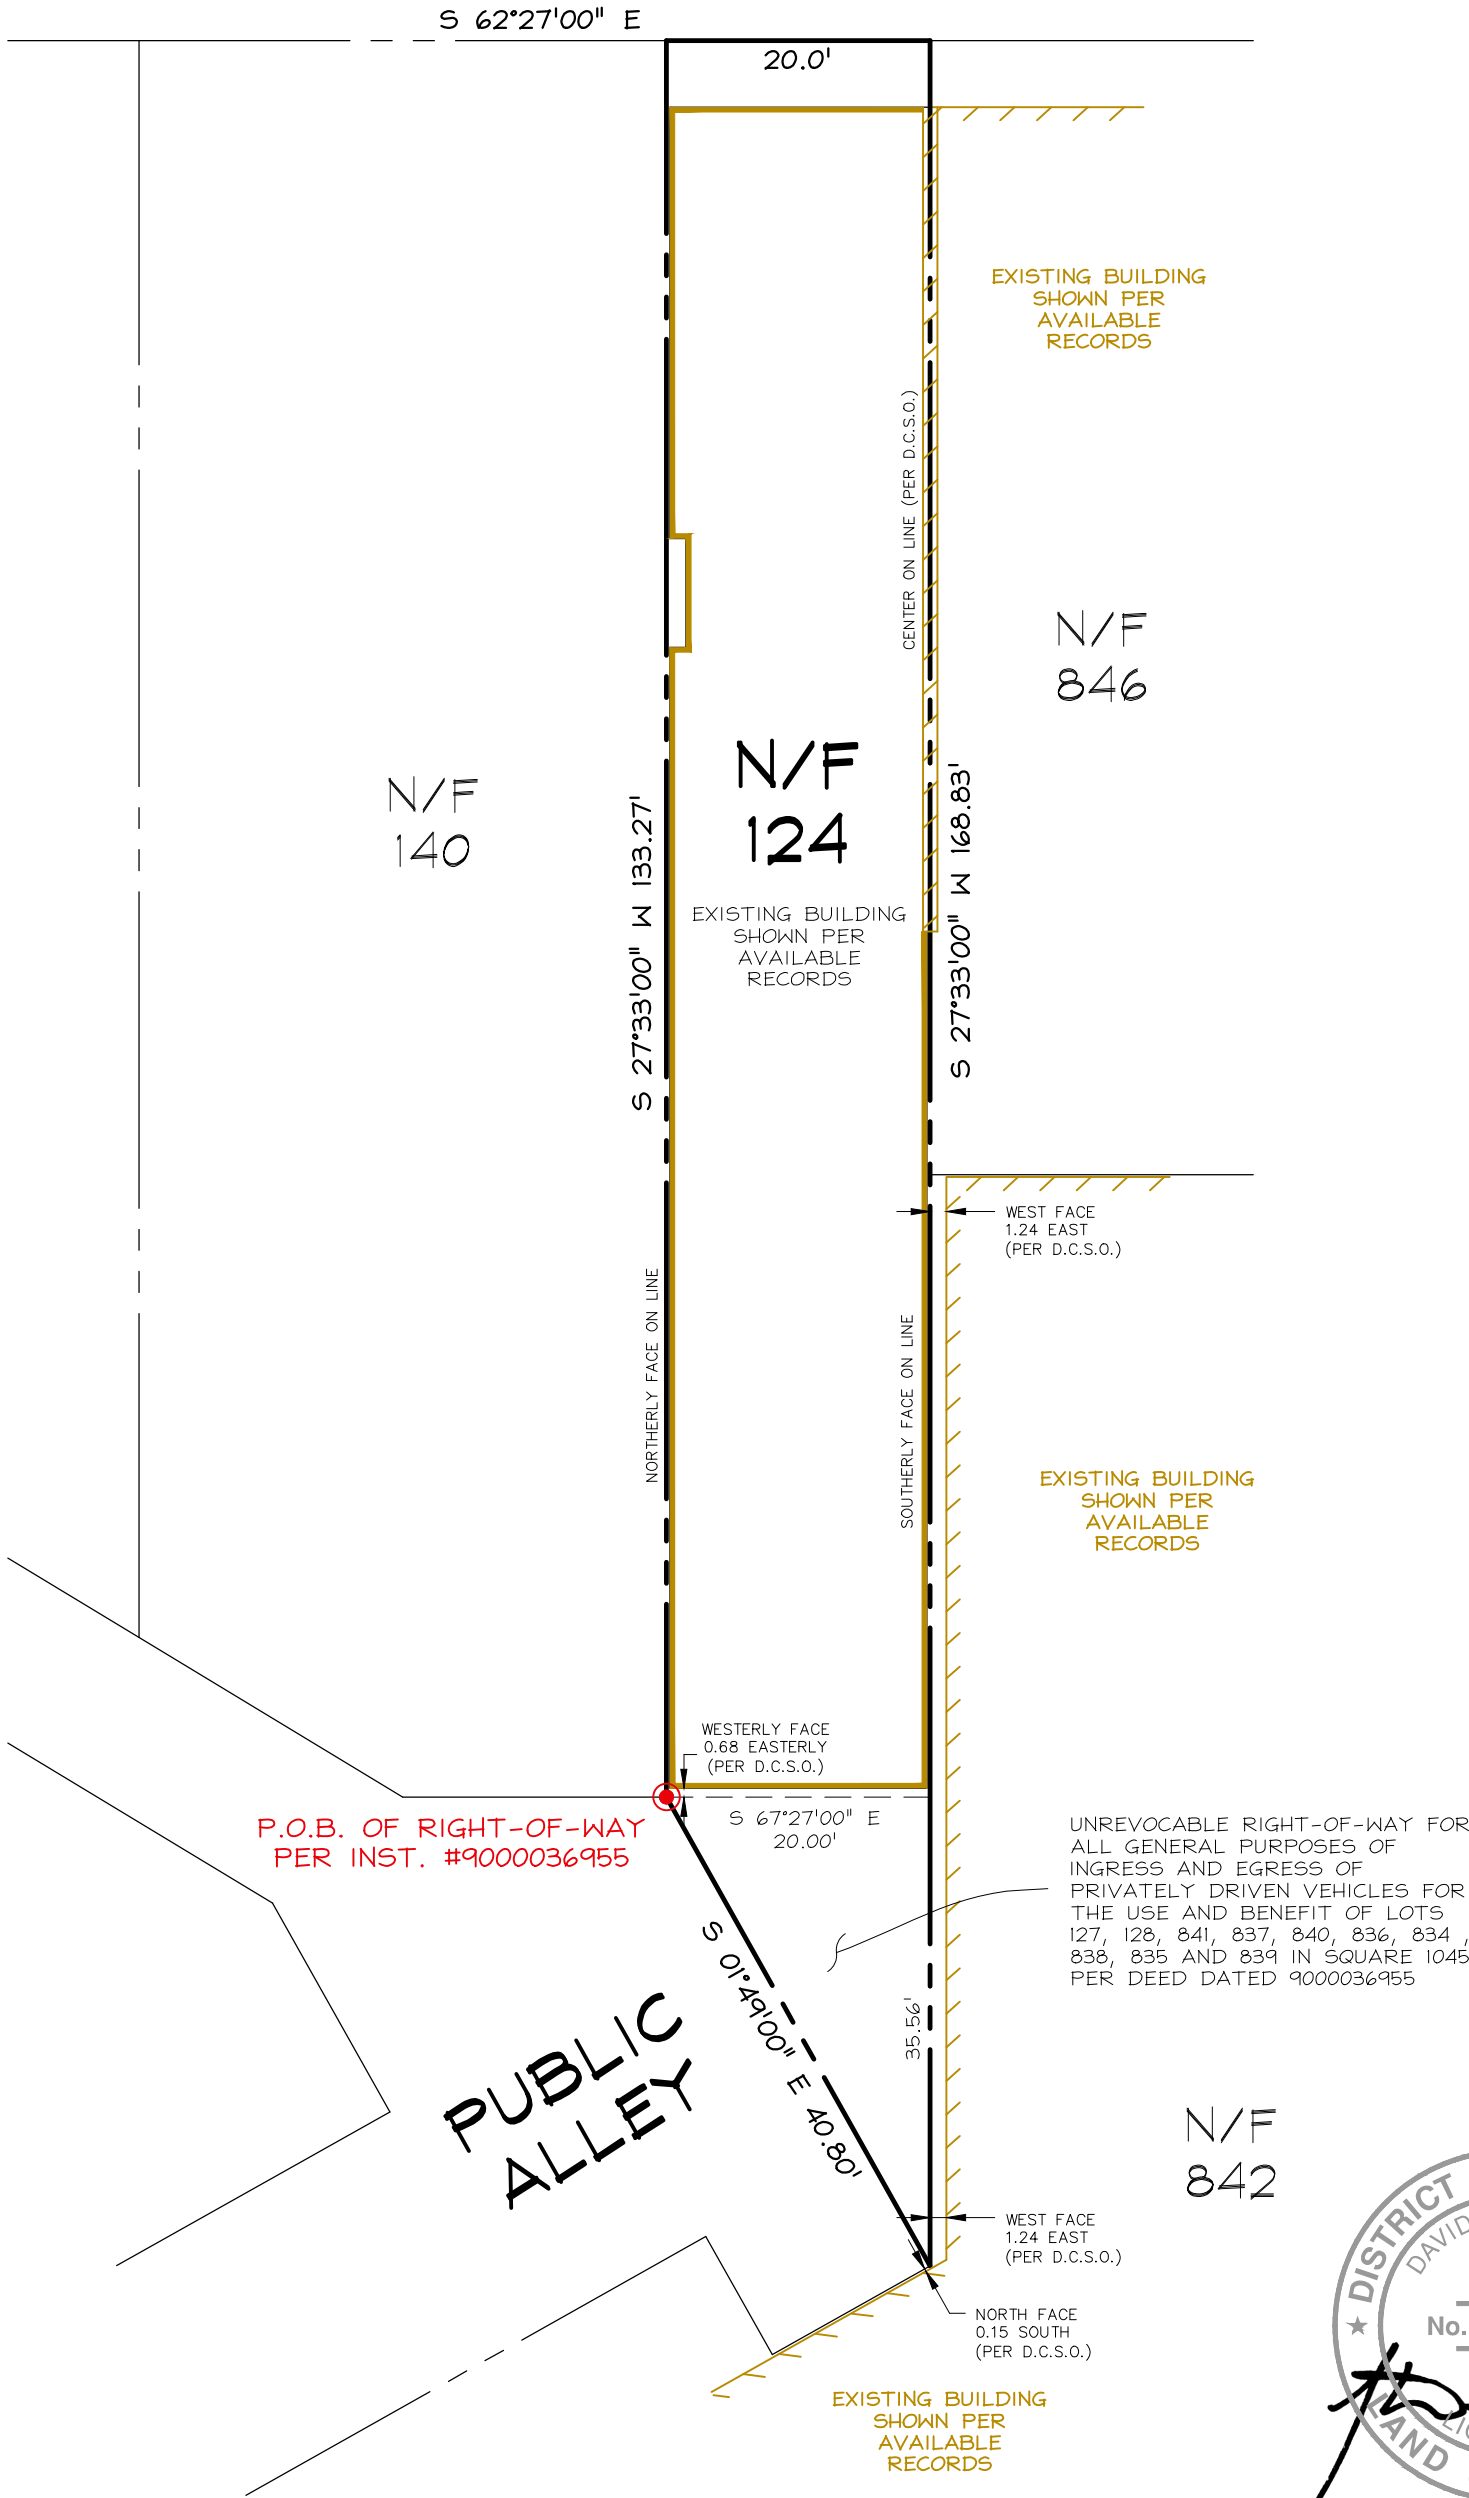 S 62°27'00" E
20.0'
EXISTING BUILDING
SHOWN PER
AVAILABLE
RECORDS
CENTER ON LINE (PER D.C.S.O.)
N/F
846
N/F
124
N/F
140
S 27°33'00" W 133.27'
S 27°33'00" W 168.83'
EXISTING BUILDING
SHOWN PER
AVAILABLE
RECORDS
WEST FACE
1.24 EAST
(PER D.C.S.O.)
NORTHERLY FACE ON LINE
SOUTHERLY FACE ON LINE
EXISTING BUILDING
SHOWN PER
AVAILABLE
RECORDS
WESTERLY FACE
0.68 EASTERLY
(PER D.C.S.O.)
P.O.B. OF RIGHT-OF-WAY
PER INST. #9000036955
S 67°27'00" E
20.00'
UNREVOCABLE RIGHT-OF-WAY FOR
ALL GENERAL PURPOSES OF
INGRESS AND EGRESS OF
PRIVATELY DRIVEN VEHICLES FOR
THE USE AND BENEFIT OF LOTS
127, 128, 841, 837, 840, 836, 834 ,
838, 835 AND 839 IN SQUARE 1045
PER DEED DATED 9000036955
S 01°49'00" E 40.80'
35.56'
PUBLIC
ALLEY
N/F
842
WEST FACE
1.24 EAST
(PER D.C.S.O.)
NORTH FACE
0.15 SOUTH
(PER D.C.S.O.)
EXISTING BUILDING
SHOWN PER
AVAILABLE
RECORDS
DISTRICT
DAVID
No.
LAND